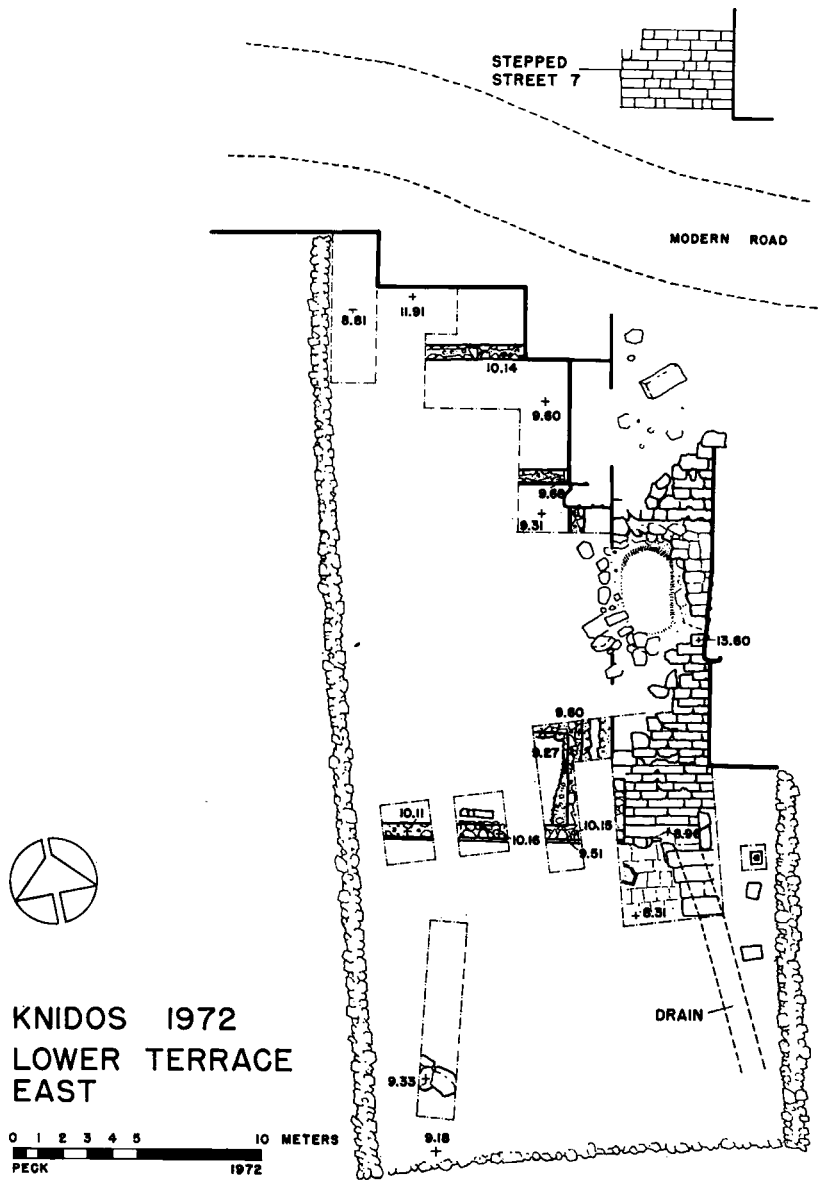 STEPPED
STREET 7
MODERN ROAD
8.81
11.91
10.14
9.60
9.68
9.31
13.60
9.60
9.27
10.11
10.16
10.15
9.51
8.96
8.31
DRAIN
KNIDOS 1972
LOWER TERRACE
EAST
9.33
0 1 2 3 4 5 10 METERS
9.18
PECK 1972